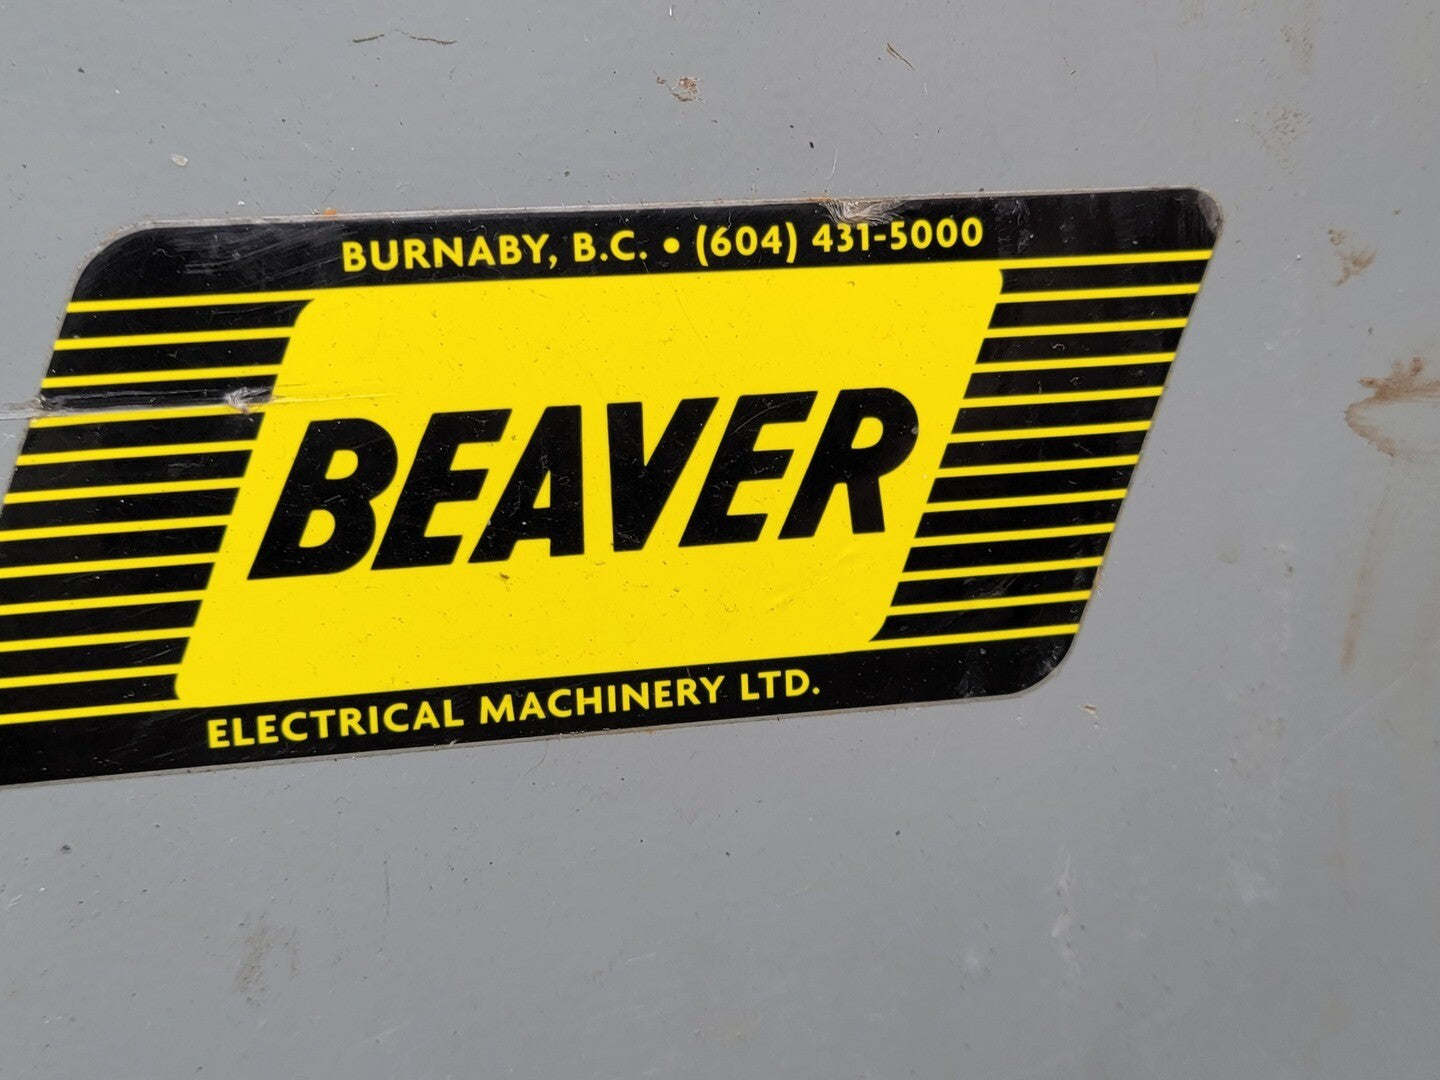 BURNABY, B.C. • (604) 431-5000
BEAVER
ELECTRICAL MACHINERY LTD.